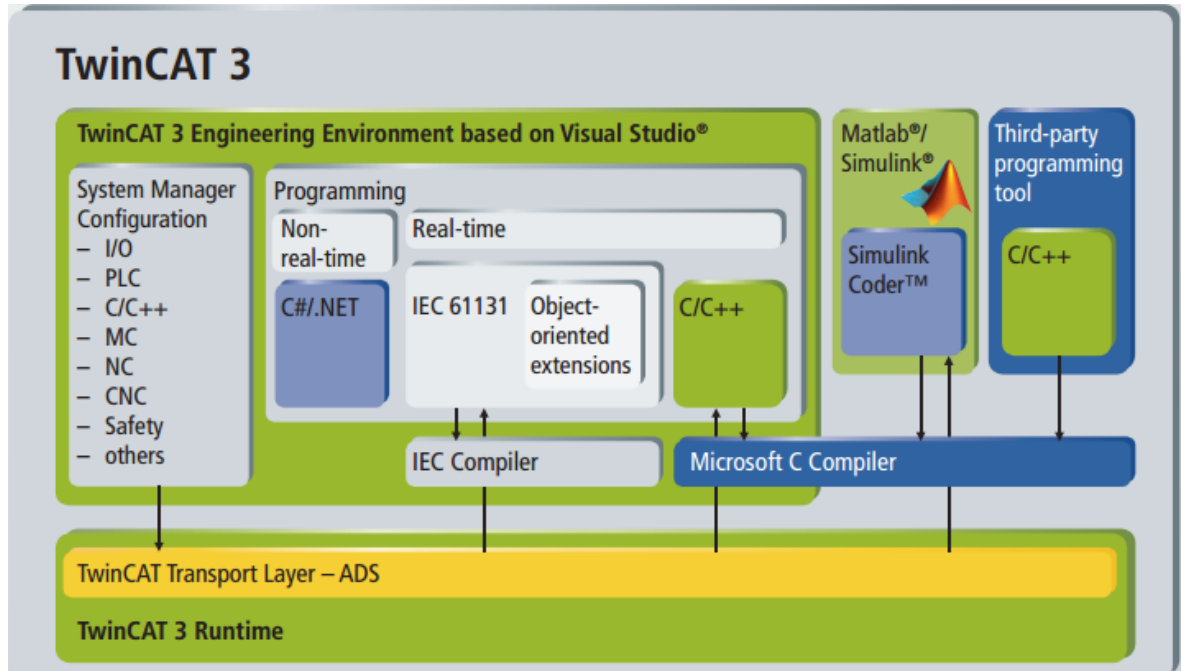 TwinCAT 3
TwinCAT 3 Engineering Environment based on Visual Studio®
System Manager
Configuration
– I/O
– PLC
– C/C++
– MC
– NC
– CNC
– Safety
– others
Programming
Non-
real-time
Real-time
C#/.NET
IEC 61131
Object-
oriented
extensions
C/C++
IEC Compiler
Matlab®/
Simulink®
Simulink
Coder™
Third-party
programming
tool
C/C++
Microsoft C Compiler
TwinCAT Transport Layer – ADS
TwinCAT 3 Runtime